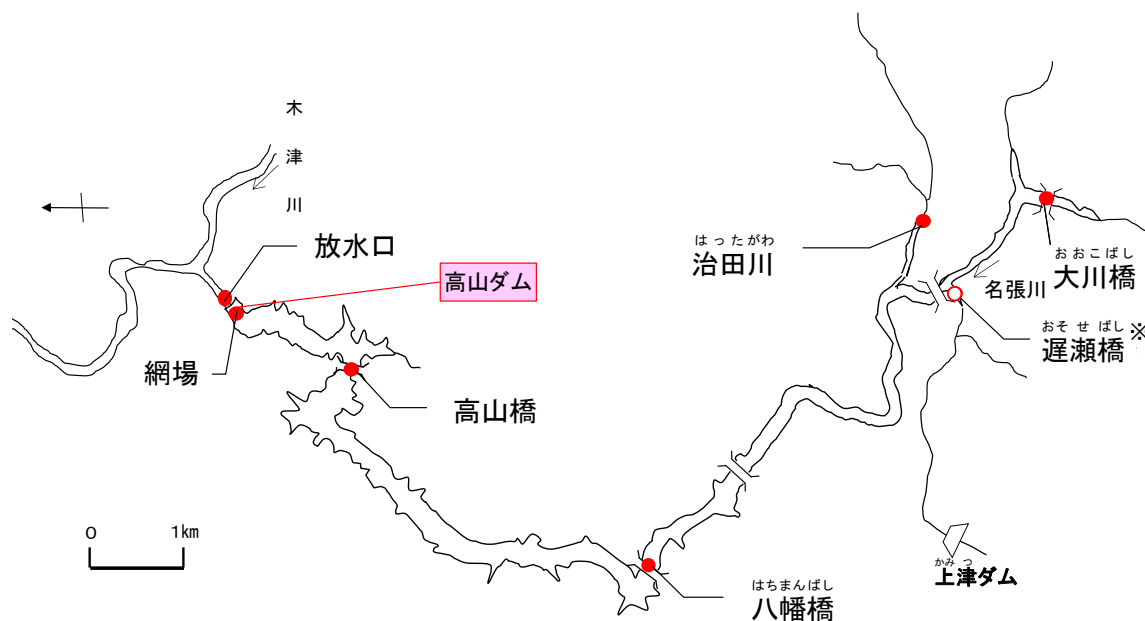 木津川
放水口
高山ダム
網場
高山橋
はったがわ
治田川
おおこばし
大川橋
名張川
おそせばし
遅瀬橋※
かみつ
上津ダム
はちまんばし
八幡橋
0 1km